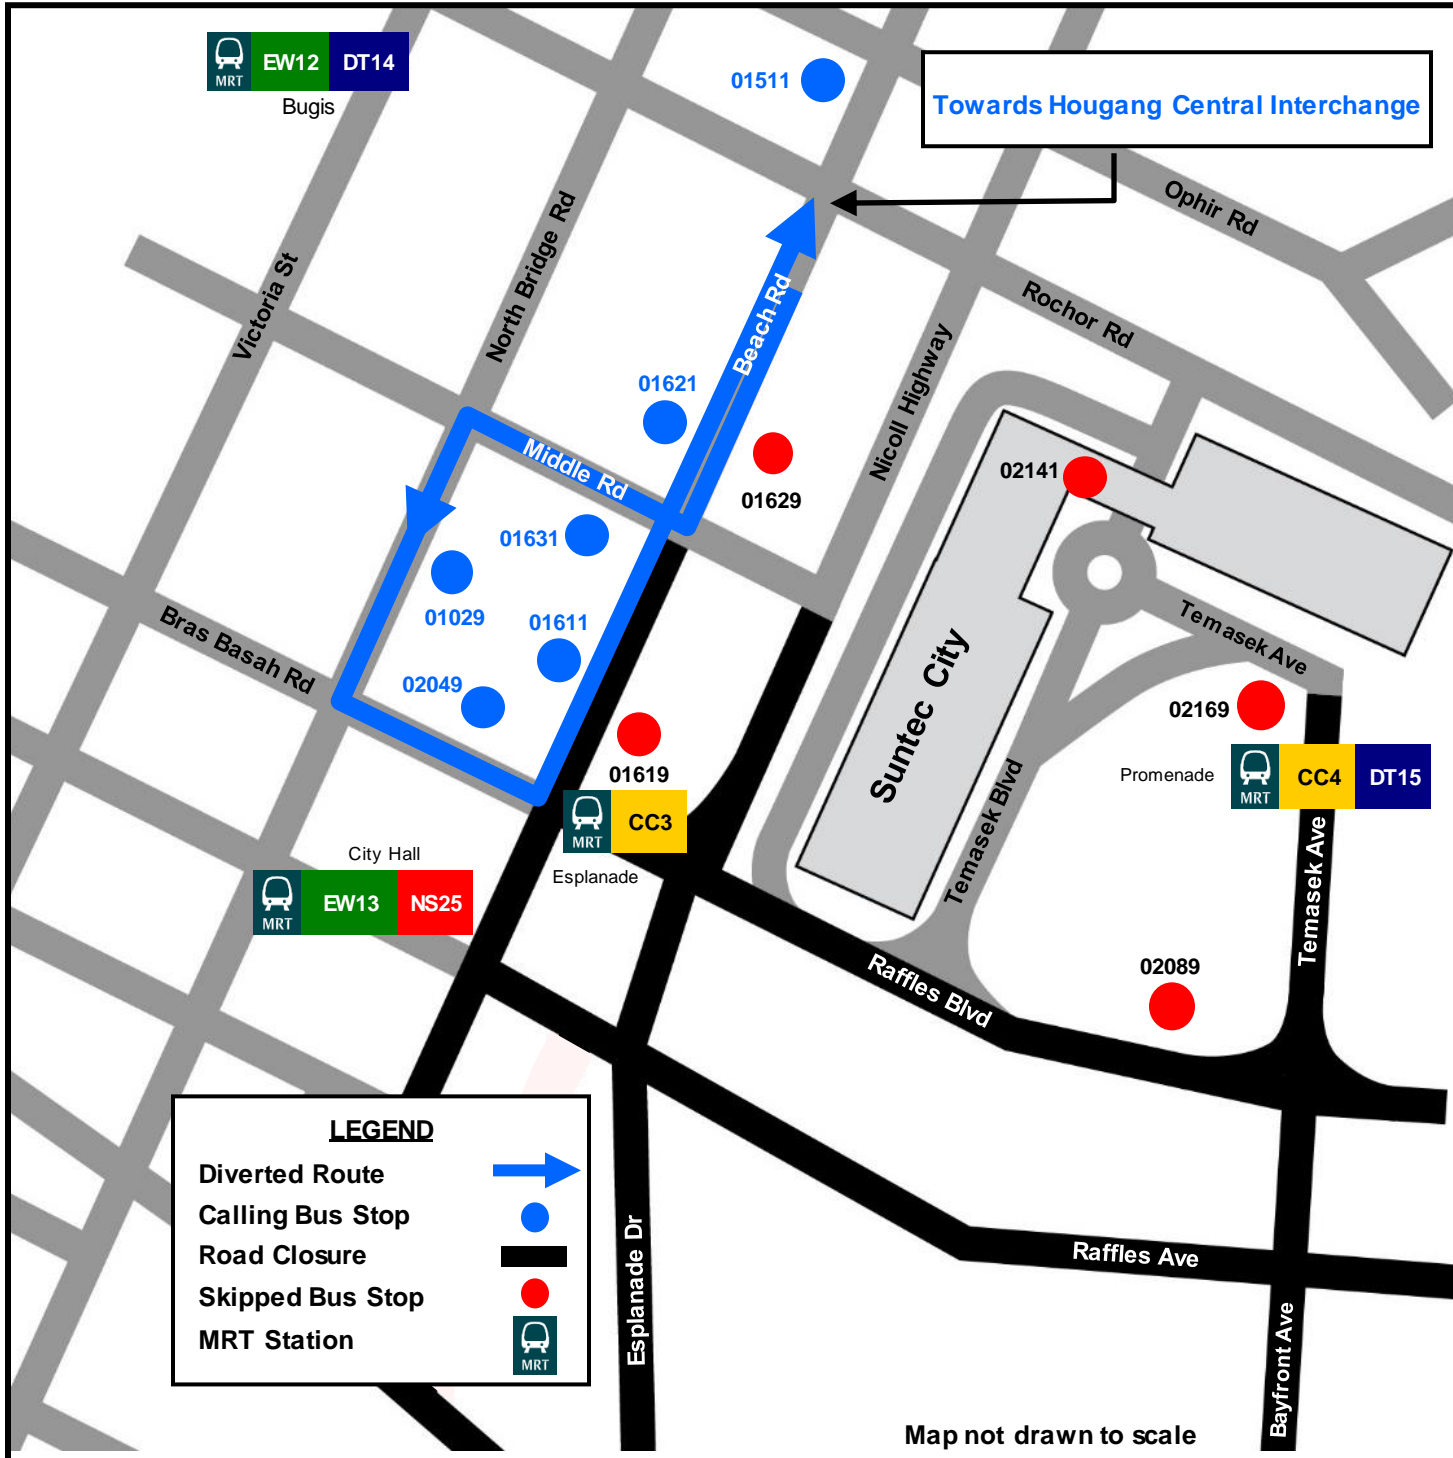 MRT
EW12
DT14
Bugis
01511
Towards Hougang Central Interchange
Ophir Rd
North Bridge Rd
Victoria St
Beach Rd
Rochor Rd
Nicoll Highway
01621
Middle Rd
01629
02141
01631
01029
01611
Bras Basah Rd
02049
Temasek Ave
Suntec City
02169
01619
Promenade
MRT
CC4
DT15
MRT
CC3
Esplanade
Temasek Blvd
Temasek Ave
City Hall
MRT
EW13
NS25
Raffles Blvd
02089
LEGEND
Diverted Route
Calling Bus Stop
Road Closure
Skipped Bus Stop
MRT Station
MRT
Esplanade Dr
Raffles Ave
Bayfront Ave
Map not drawn to scale